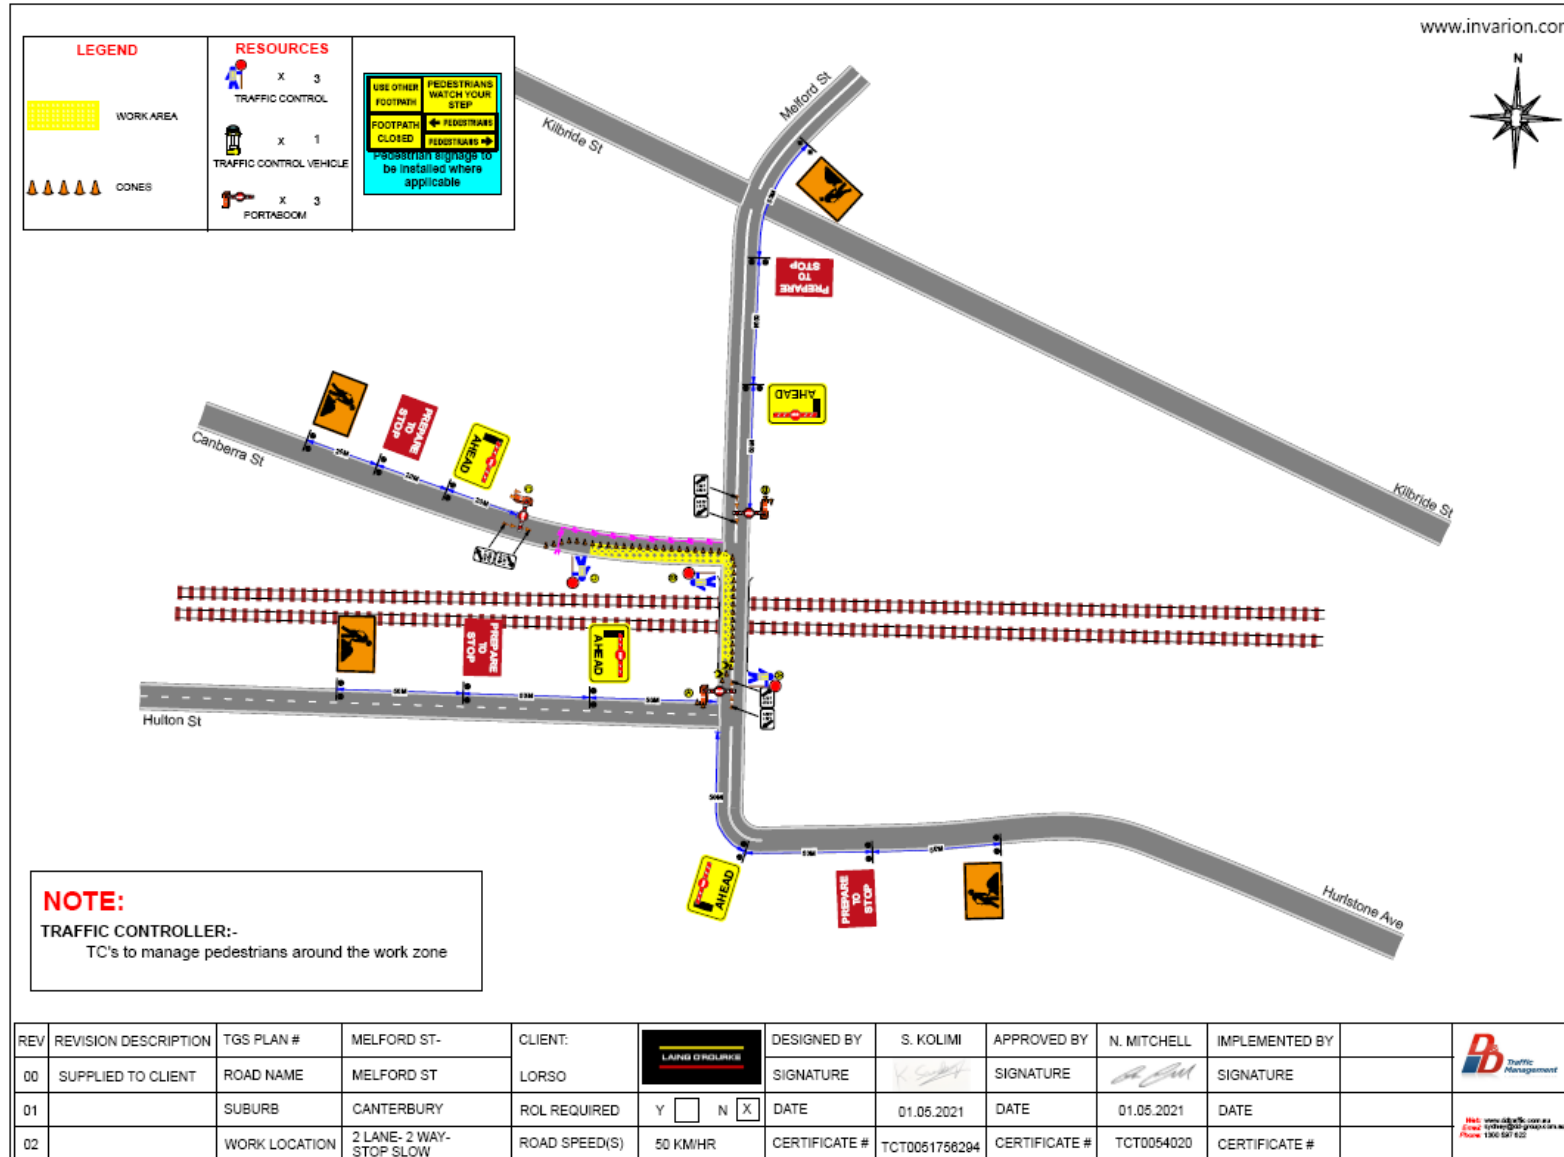 www.invarion.com
N
LEGEND
WORK AREA
CONES
RESOURCES
X 3
TRAFFIC CONTROL
X 1
TRAFFIC CONTROL VEHICLE
X 3
PORTABOOM
USE OTHER
FOOTPATH
PEDESTRIANS
WATCH YOUR
STEP
FOOTPATH
CLOSED
PEDESTRIANS
PEDESTRIANS
Pedestrian signage to
be installed where
applicable
Kilbride St
Melford St
PREPARE
TO
STOP
AHEAD
PREPARE
TO
STOP
AHEAD
Canberra St
Kilbride St
PREPARE
TO
STOP
AHEAD
Hulton St
AHEAD
PREPARE
TO
STOP
Hurlstone Ave
NOTE:
TRAFFIC CONTROLLER:-
TC's to manage pedestrians around the work zone
REV REVISION DESCRIPTION TGS PLAN # MELFORD ST- CLIENT: LAING O'ROURKE DESIGNED BY S. KOLIMI APPROVED BY N. MITCHELL IMPLEMENTED BY
00 SUPPLIED TO CLIENT ROAD NAME MELFORD ST LORSO SIGNATURE SIGNATURE SIGNATURE
01 SUBURB CANTERBURY ROL REQUIRED Y N X DATE 01.05.2021 DATE 01.05.2021 DATE
02 WORK LOCATION 2 LANE- 2 WAY- STOP SLOW ROAD SPEED(S) 50 KM/HR CERTIFICATE # TCT0051756294 CERTIFICATE # TCT0054020 CERTIFICATE #
D&D Traffic
Management